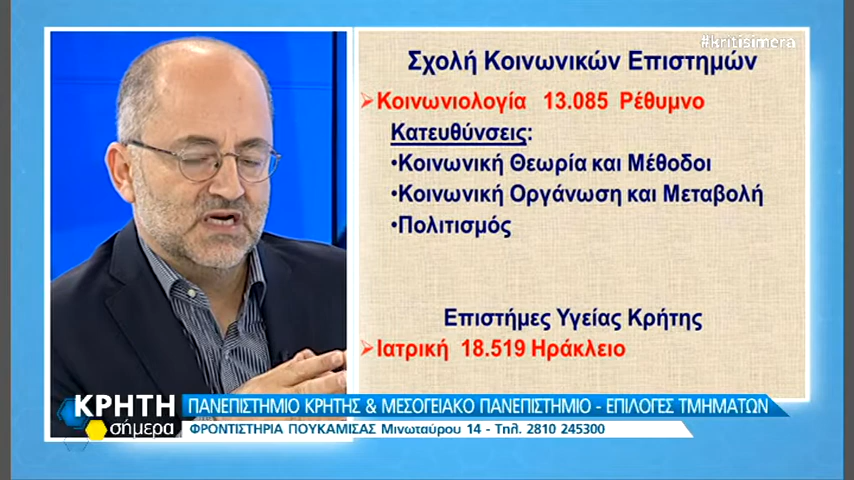 #kritisimera
Σχολή Κοινωνικών Επιστημών
Κοινωνιολογία 13.085 Ρέθυμνο
Κατευθύνσεις:
•Κοινωνική Θεωρία και Μέθοδοι
•Κοινωνική Οργάνωση και Μεταβολή
•Πολιτισμός
Επιστήμες Υγείας Κρήτης
Ιατρική 18.519 Ηράκλειο
ΚΡΗΤΗ
σήμερα
ΠΑΝΕΠΙΣΤΗΜΙΟ ΚΡΗΤΗΣ & ΜΕΣΟΓΕΙΑΚΟ ΠΑΝΕΠΙΣΤΗΜΙΟ - ΕΠΙΛΟΓΕΣ ΤΜΗΜΑΤΩΝ
ΦΡΟΝΤΙΣΤΗΡΙΑ ΠΟΥΚΑΜΙΣΑΣ Μινωταύρου 14 - Τηλ. 2810 245300